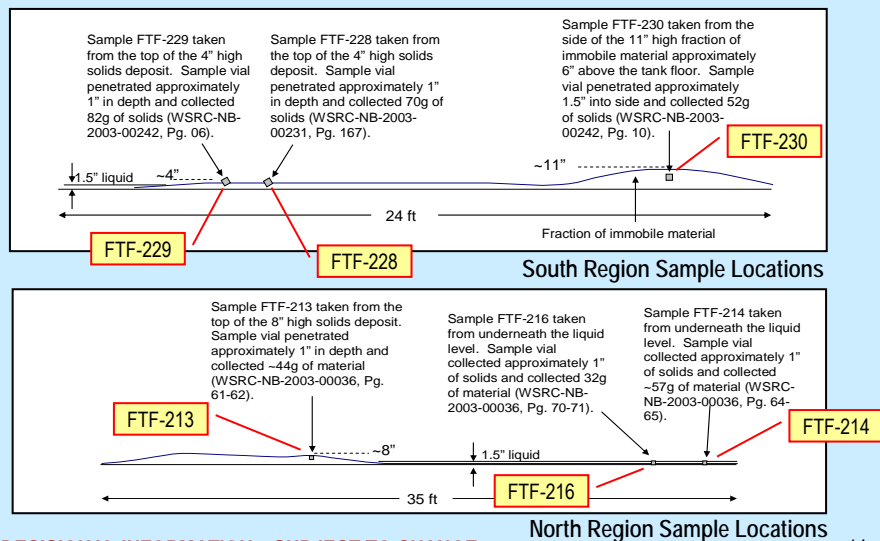 Sample FTF-229 taken
from the top of the 4” high
solids deposit. Sample vial
penetrated approximately
1” in depth and collected
82g of solids (WSRC-NB-
2003-00242, Pg. 06).
Sample FTF-228 taken from
the top of the 4” high solids
deposit. Sample vial
penetrated approximately 1”
in depth and collected 70g of
solids (WSRC-NB-2003-
00231, Pg. 167).
Sample FTF-230 taken from the
side of the 11” high fraction of
immobile material approximately
6” above the tank floor. Sample
vial penetrated approximately
1.5” into side and collected 52g
of solids (WSRC-NB-2003-
00242, Pg. 10).
FTF-230
1.5” liquid
~4”
~11”
24 ft
Fraction of immobile material
FTF-229
FTF-228
South Region Sample Locations
Sample FTF-213 taken from the
top of the 8” high solids deposit.
Sample vial penetrated
approximately 1” in depth and
collected ~44g of material
(WSRC-NB-2003-00036, Pg.
61-62).
Sample FTF-216 taken
from underneath the liquid
level. Sample vial
collected approximately 1”
of solids and collected 32g
of material (WSRC-NB-
2003-00036, Pg. 70-71).
Sample FTF-214 taken
from underneath the liquid
level. Sample vial
collected approximately 1”
of solids and collected
~57g of material (WSRC-
NB-2003-00036, Pg. 64-
65).
FTF-213
FTF-214
~8”
1.5” liquid
35 ft
FTF-216
North Region Sample Locations